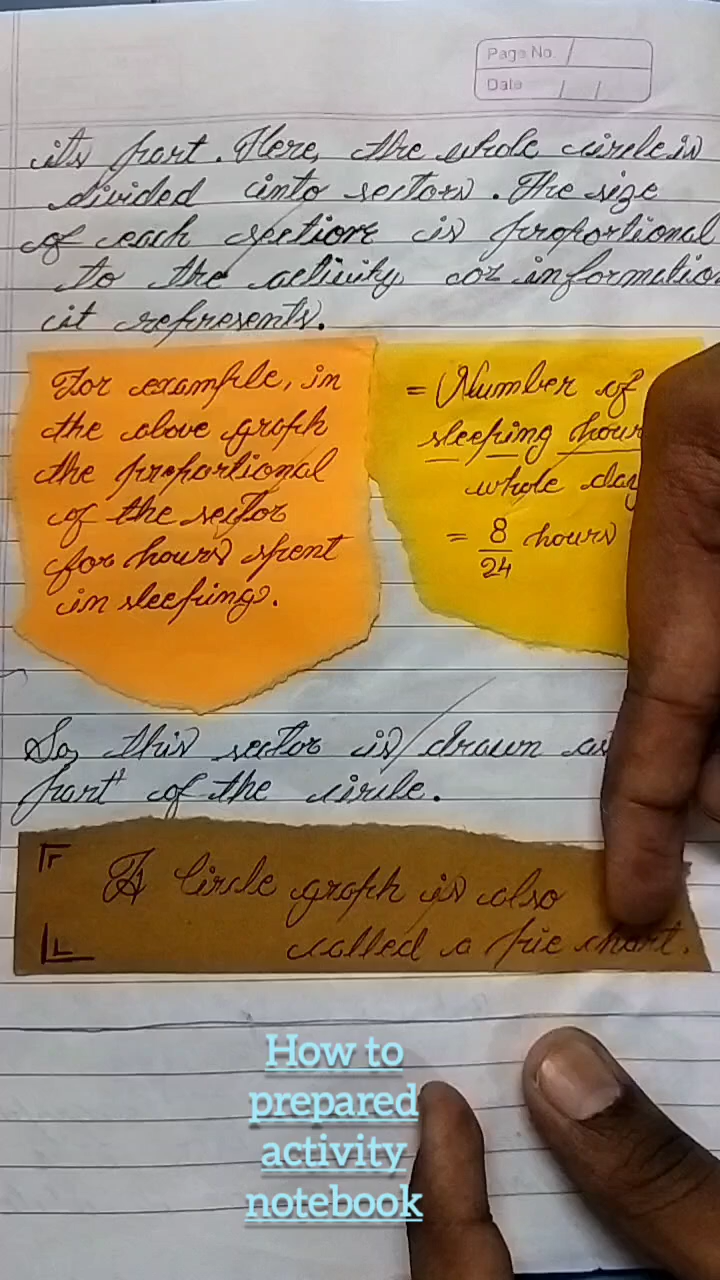 Page No. /
Date / /
its part. Here, the whole circle is
divided into sectors. The size
of each section is proportional
to the activity or informatio
it represents.
For example, in
the above graph
the proportional
of the sector
for hours spent
in sleeping.
= Number of
sleeping hour
whole day
= 8
24 hours
So, this sector is drawn as
part of the circle.
A Circle graph is also
called a pie chart.
How to
prepared
activity
notebook